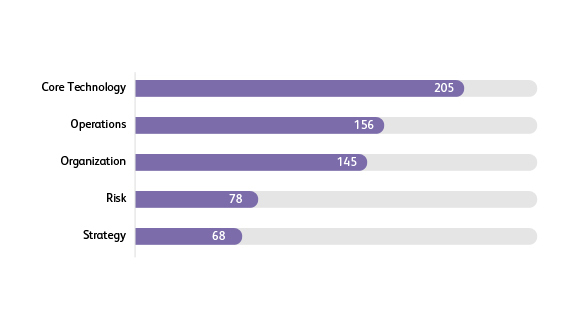 Core Technology 205
Operations 156
Organization 145
Risk 78
Strategy 68